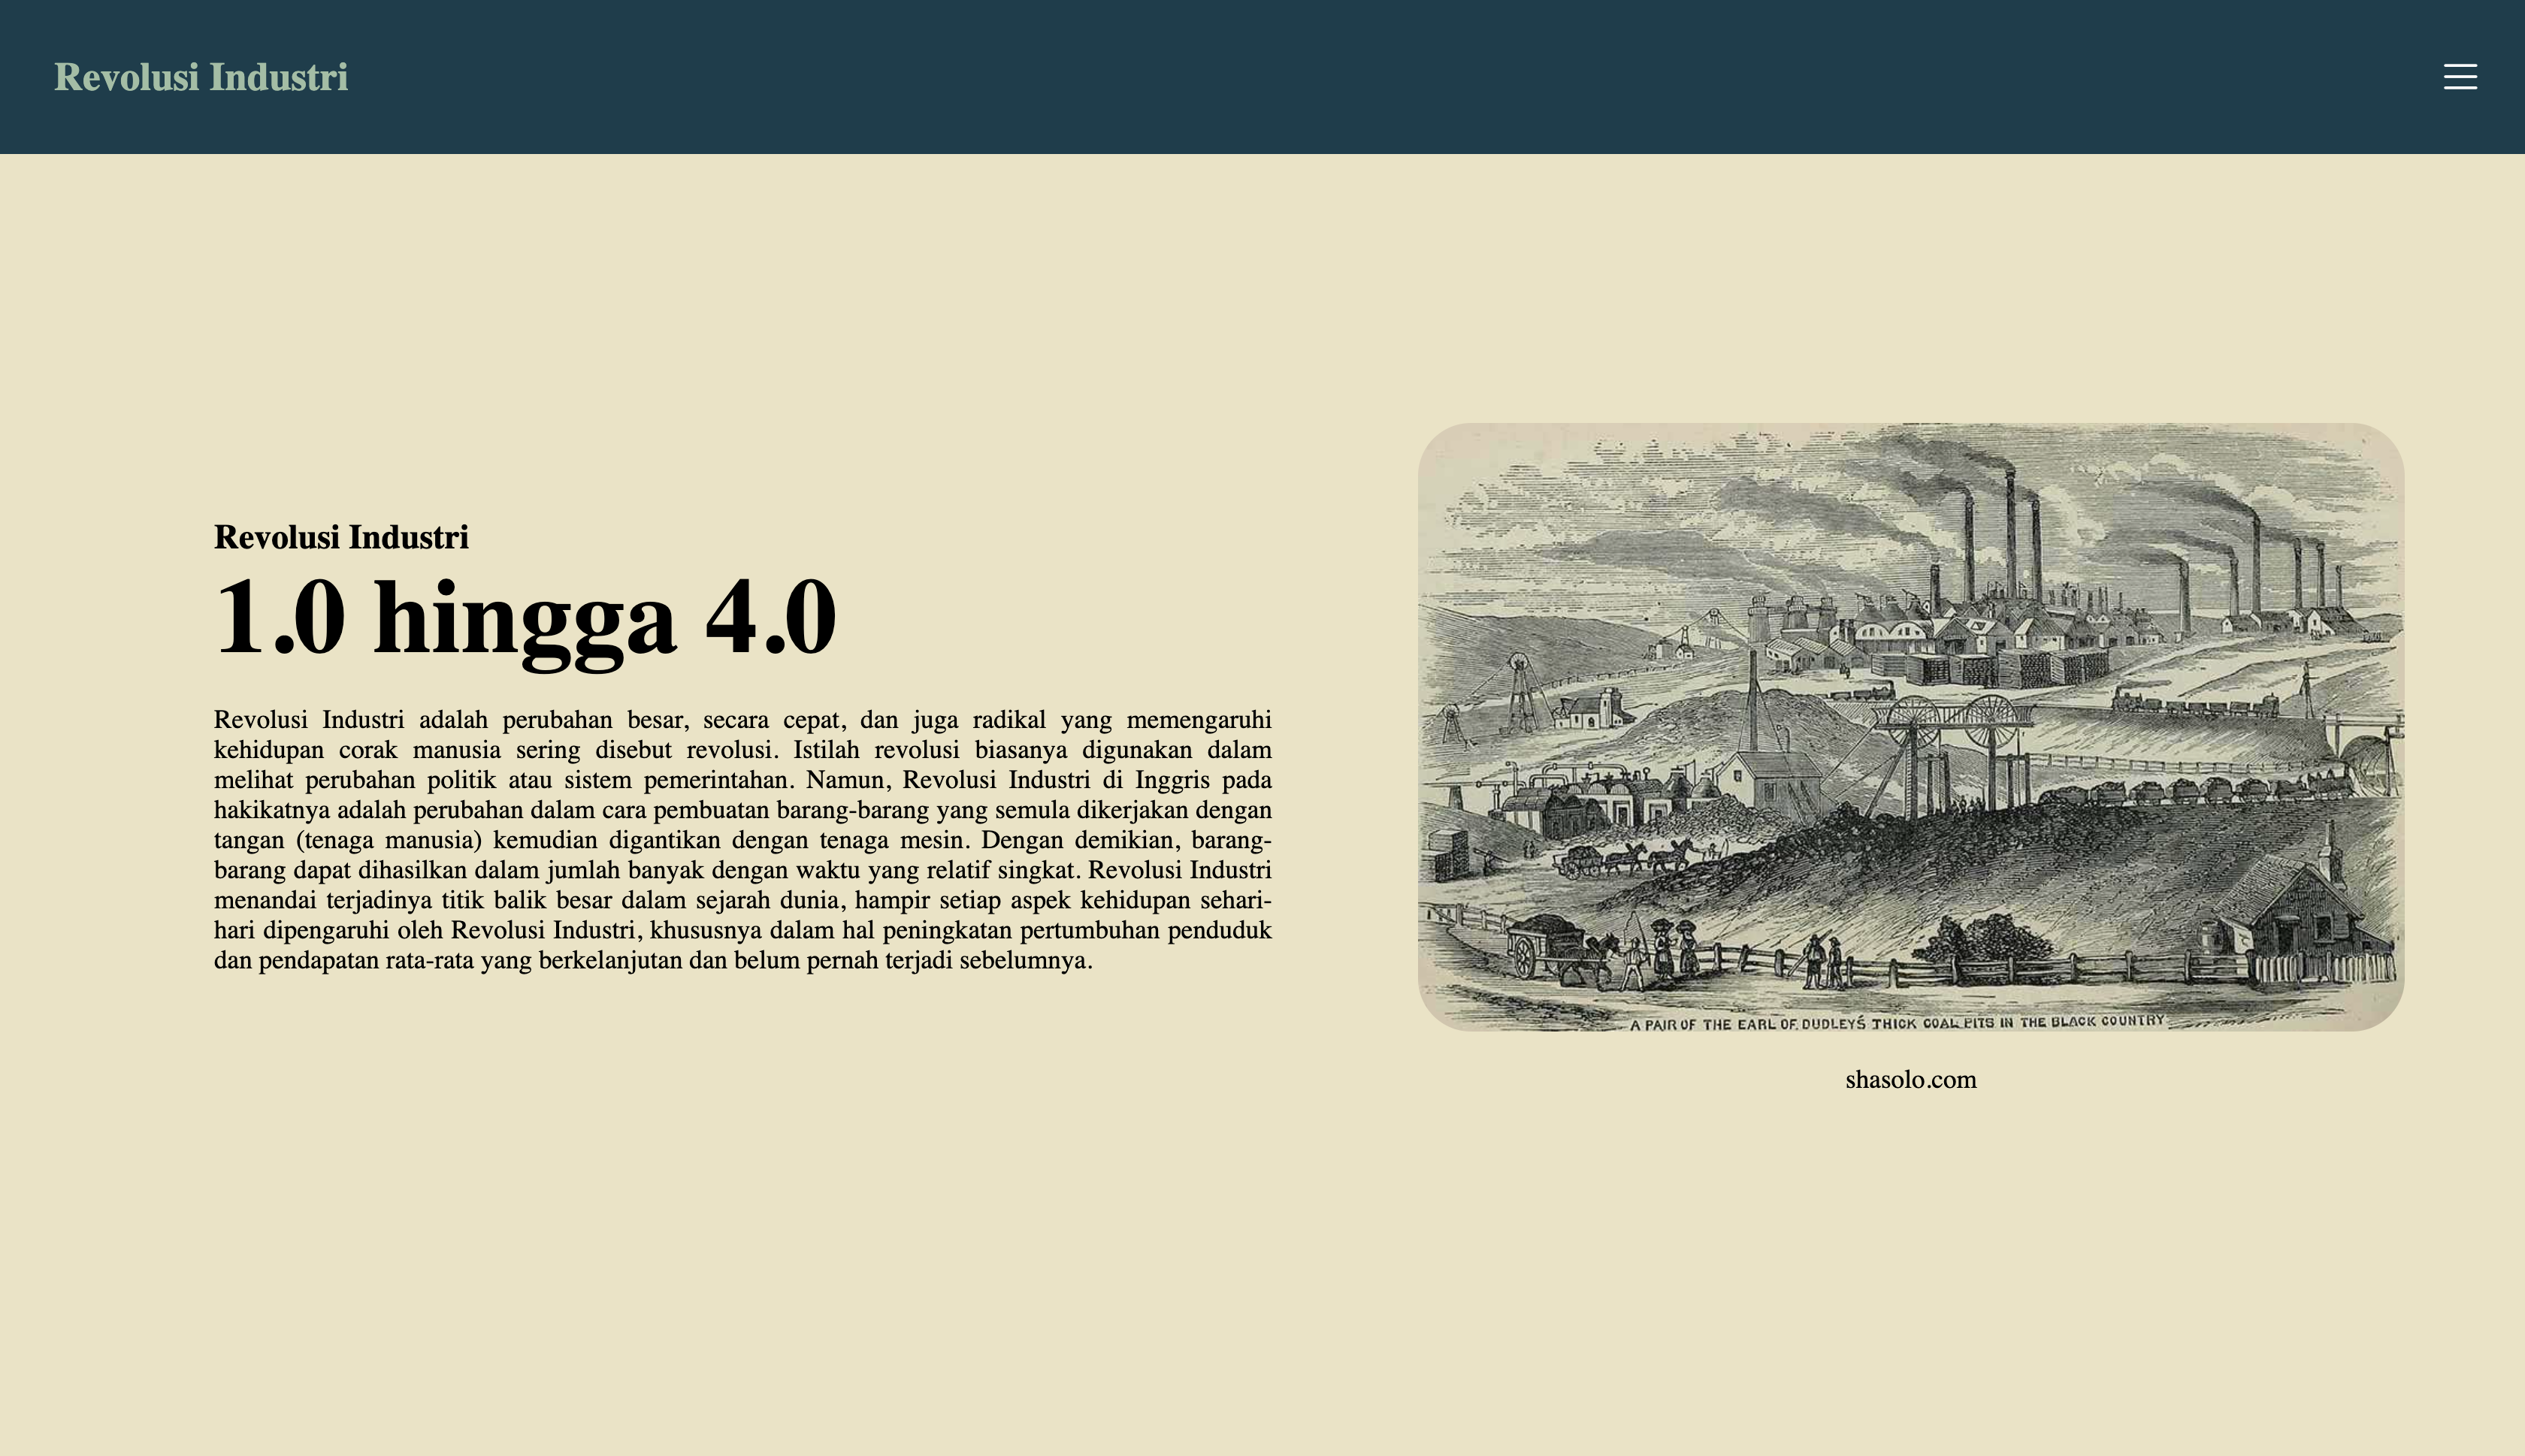 Revolusi Industri
Revolusi Industri
1.0 hingga 4.0
Revolusi Industri adalah perubahan besar, secara cepat, dan juga radikal yang memengaruhi
kehidupan corak manusia sering disebut revolusi. Istilah revolusi biasanya digunakan dalam
melihat perubahan politik atau sistem pemerintahan. Namun, Revolusi Industri di Inggris pada
hakikatnya adalah perubahan dalam cara pembuatan barang-barang yang semula dikerjakan dengan
tangan (tenaga manusia) kemudian digantikan dengan tenaga mesin. Dengan demikian, barang-
barang dapat dihasilkan dalam jumlah banyak dengan waktu yang relatif singkat. Revolusi Industri
menandai terjadinya titik balik besar dalam sejarah dunia, hampir setiap aspek kehidupan sehari-
hari dipengaruhi oleh Revolusi Industri, khususnya dalam hal peningkatan pertumbuhan penduduk
dan pendapatan rata-rata yang berkelanjutan dan belum pernah terjadi sebelumnya.
A PAIR OF THE EARL OF DUDLEY'S THICK COAL PITS IN THE BLACK COUNTRY
shasolo.com